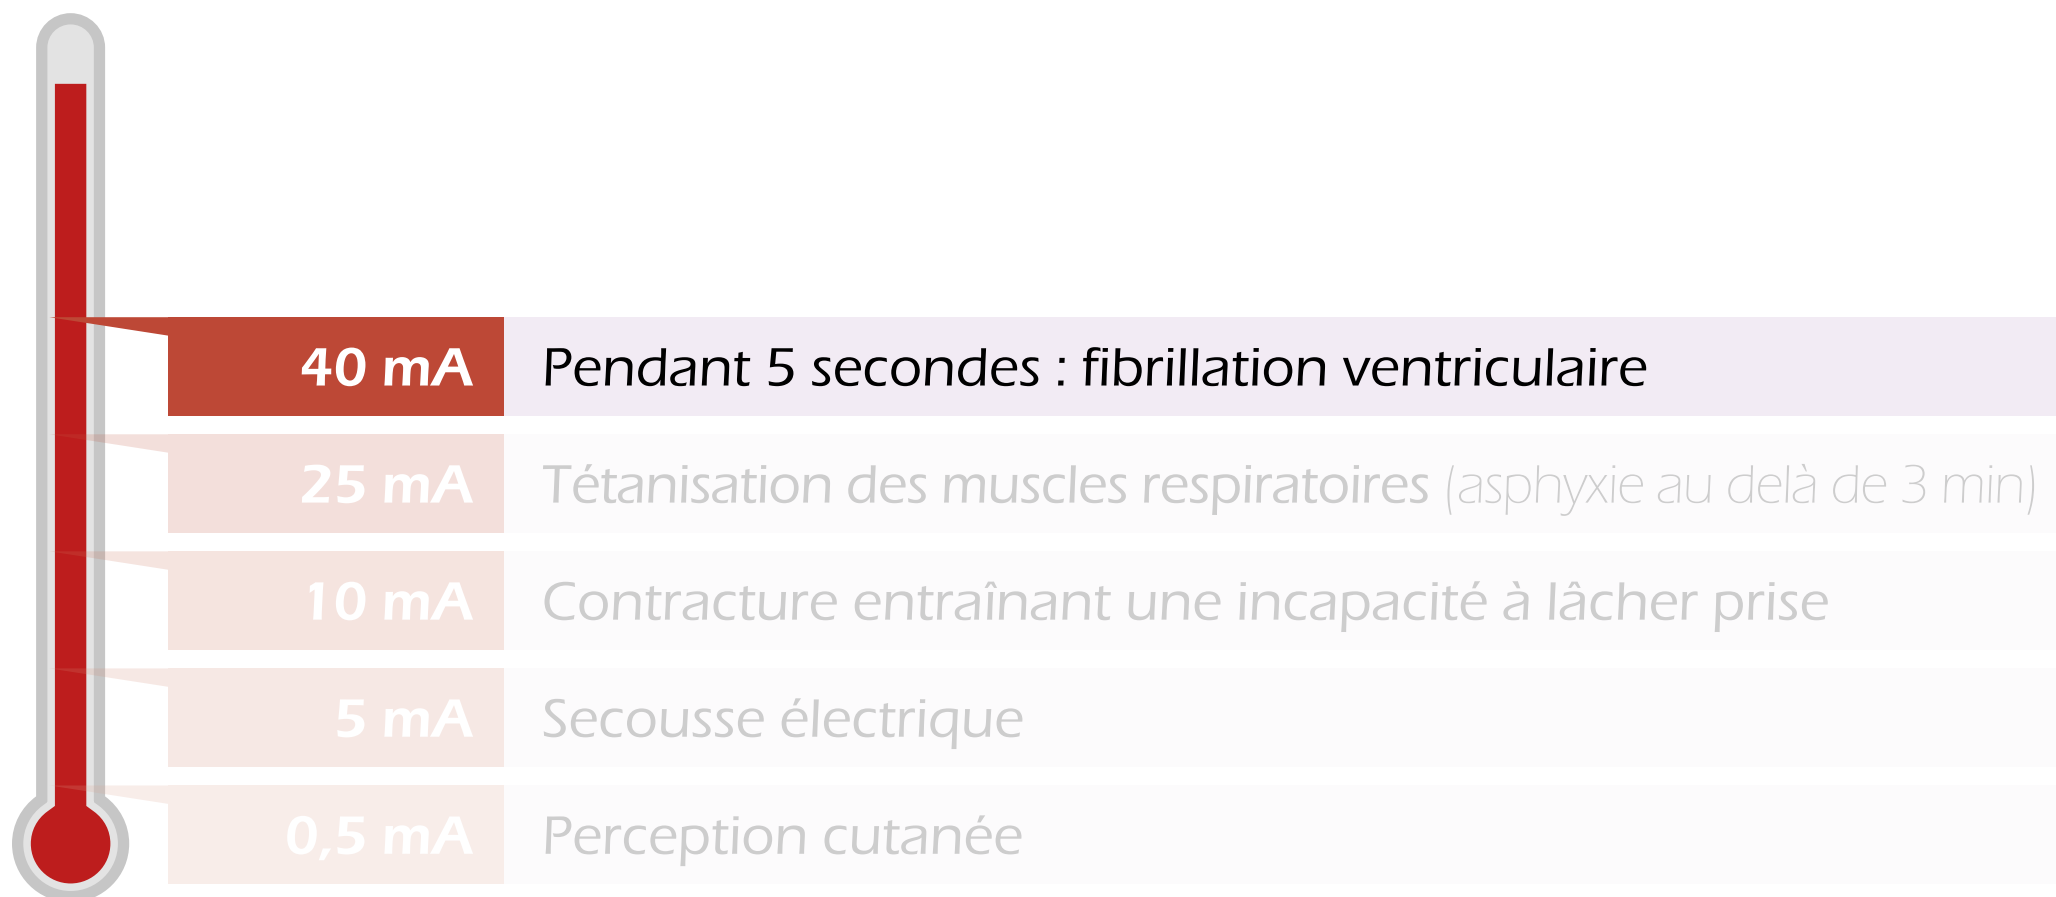 40 mA Pendant 5 secondes : fibrillation ventriculaire
25 mA Tétanisation des muscles respiratoires (asphyxie au delà de 3 min)
10 mA Contracture entraînant une incapacité à lâcher prise
5 mA Secousse électrique
0,5 mA Perception cutanée